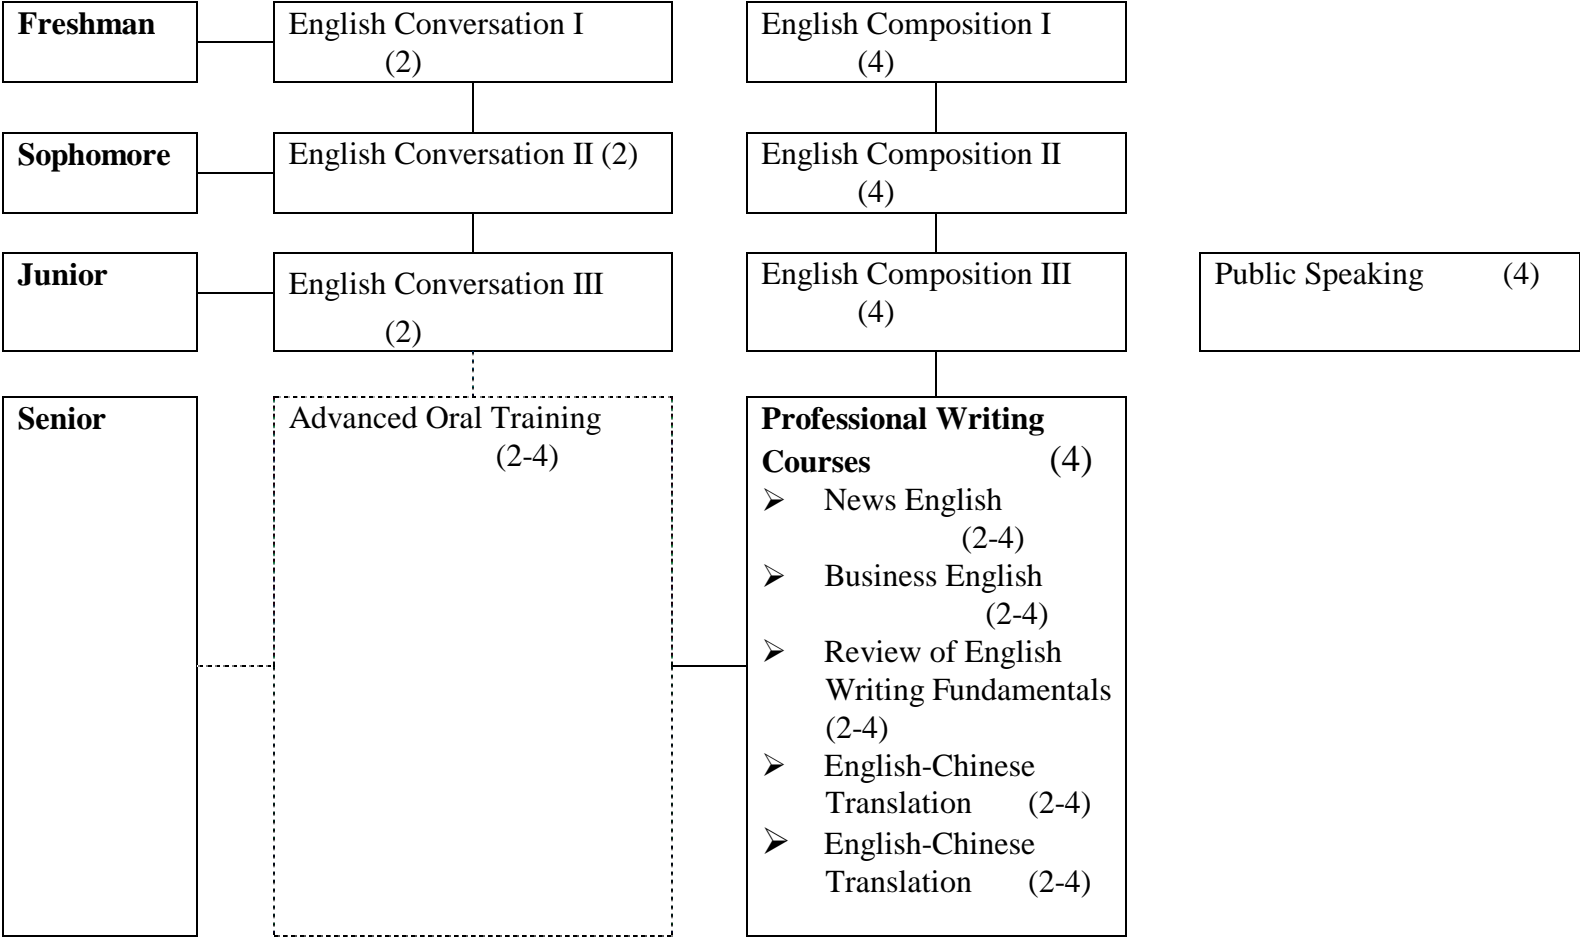 Freshman
English Conversation I
(2)
English Composition I
(4)
Sophomore
English Conversation II (2)
English Composition II
(4)
Junior
English Conversation III
(2)
English Composition III
(4)
Public Speaking (4)
Senior
Advanced Oral Training
(2-4)
Professional Writing
Courses (4)
➢ News English
(2-4)
➢ Business English
(2-4)
➢ Review of English
Writing Fundamentals
(2-4)
➢ English-Chinese
Translation (2-4)
➢ English-Chinese
Translation (2-4)